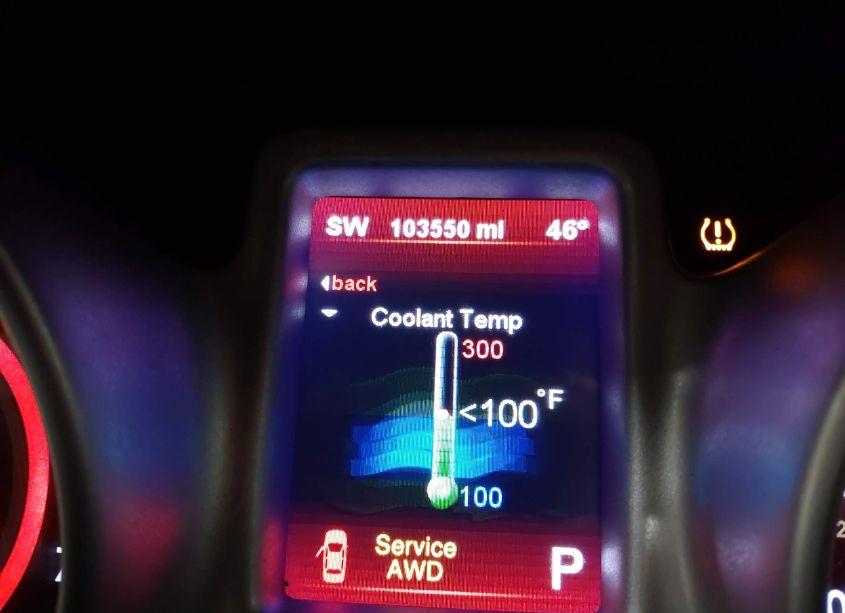 SW 103550 mi 46°
back
Coolant Temp
300
<100°F
100
Service
AWD
P